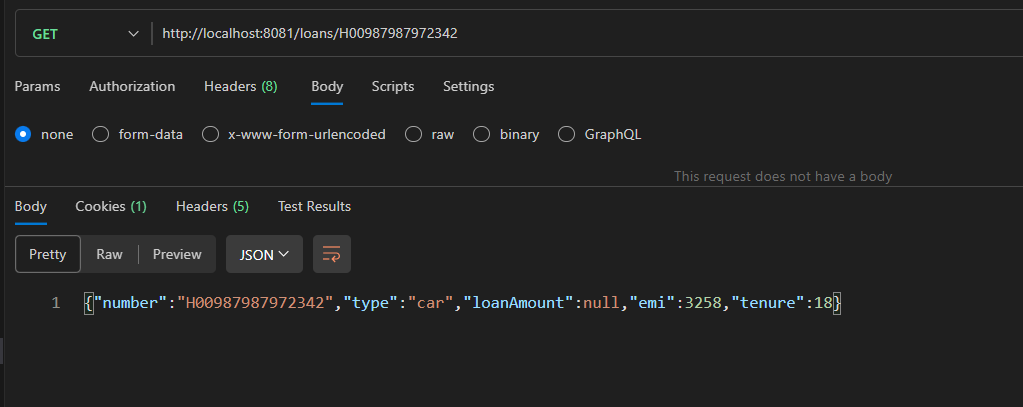 GET http://localhost:8081/loans/H00987987972342
Params Authorization Headers (8) Body Scripts Settings
none form-data x-www-form-urlencoded raw binary GraphQL
This request does not have a body
Body Cookies (1) Headers (5) Test Results
Pretty Raw Preview JSON
1 {"number":"H00987987972342","type":"car","loanAmount":null,"emi":3258,"tenure":18}